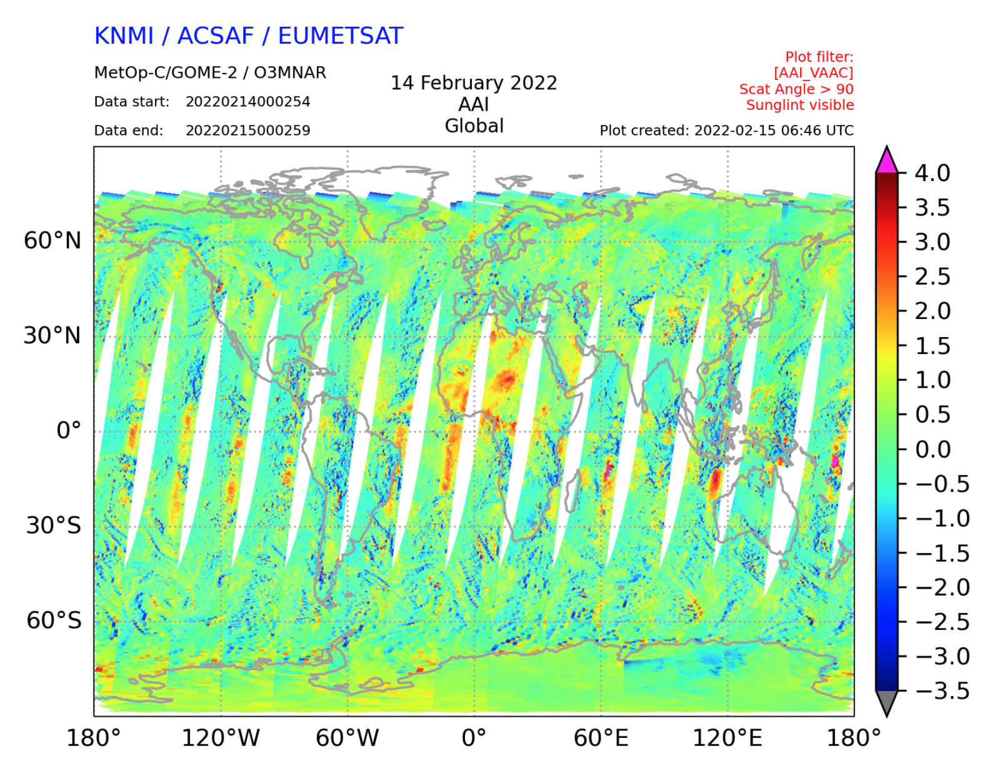 KNMI / ACSAF / EUMETSAT
Plot filter:
MetOp-C/GOME-2 / O3MNAR
[AAI_VAAC]
14 February 2022
Scat Angle > 90
Data start: 20220214000254
AAI
Sunglint visible
Data end: 20220215000259
Global
Plot created: 2022-02-15 06:46 UTC
4.0
3.5
3.0
2.5
2.0
1.5
1.0
0.5
0.0
−0.5
−1.0
−1.5
−2.0
−2.5
−3.0
−3.5
60°N
30°N
0°
30°S
60°S
180° 120°W 60°W 0° 60°E 120°E 180°